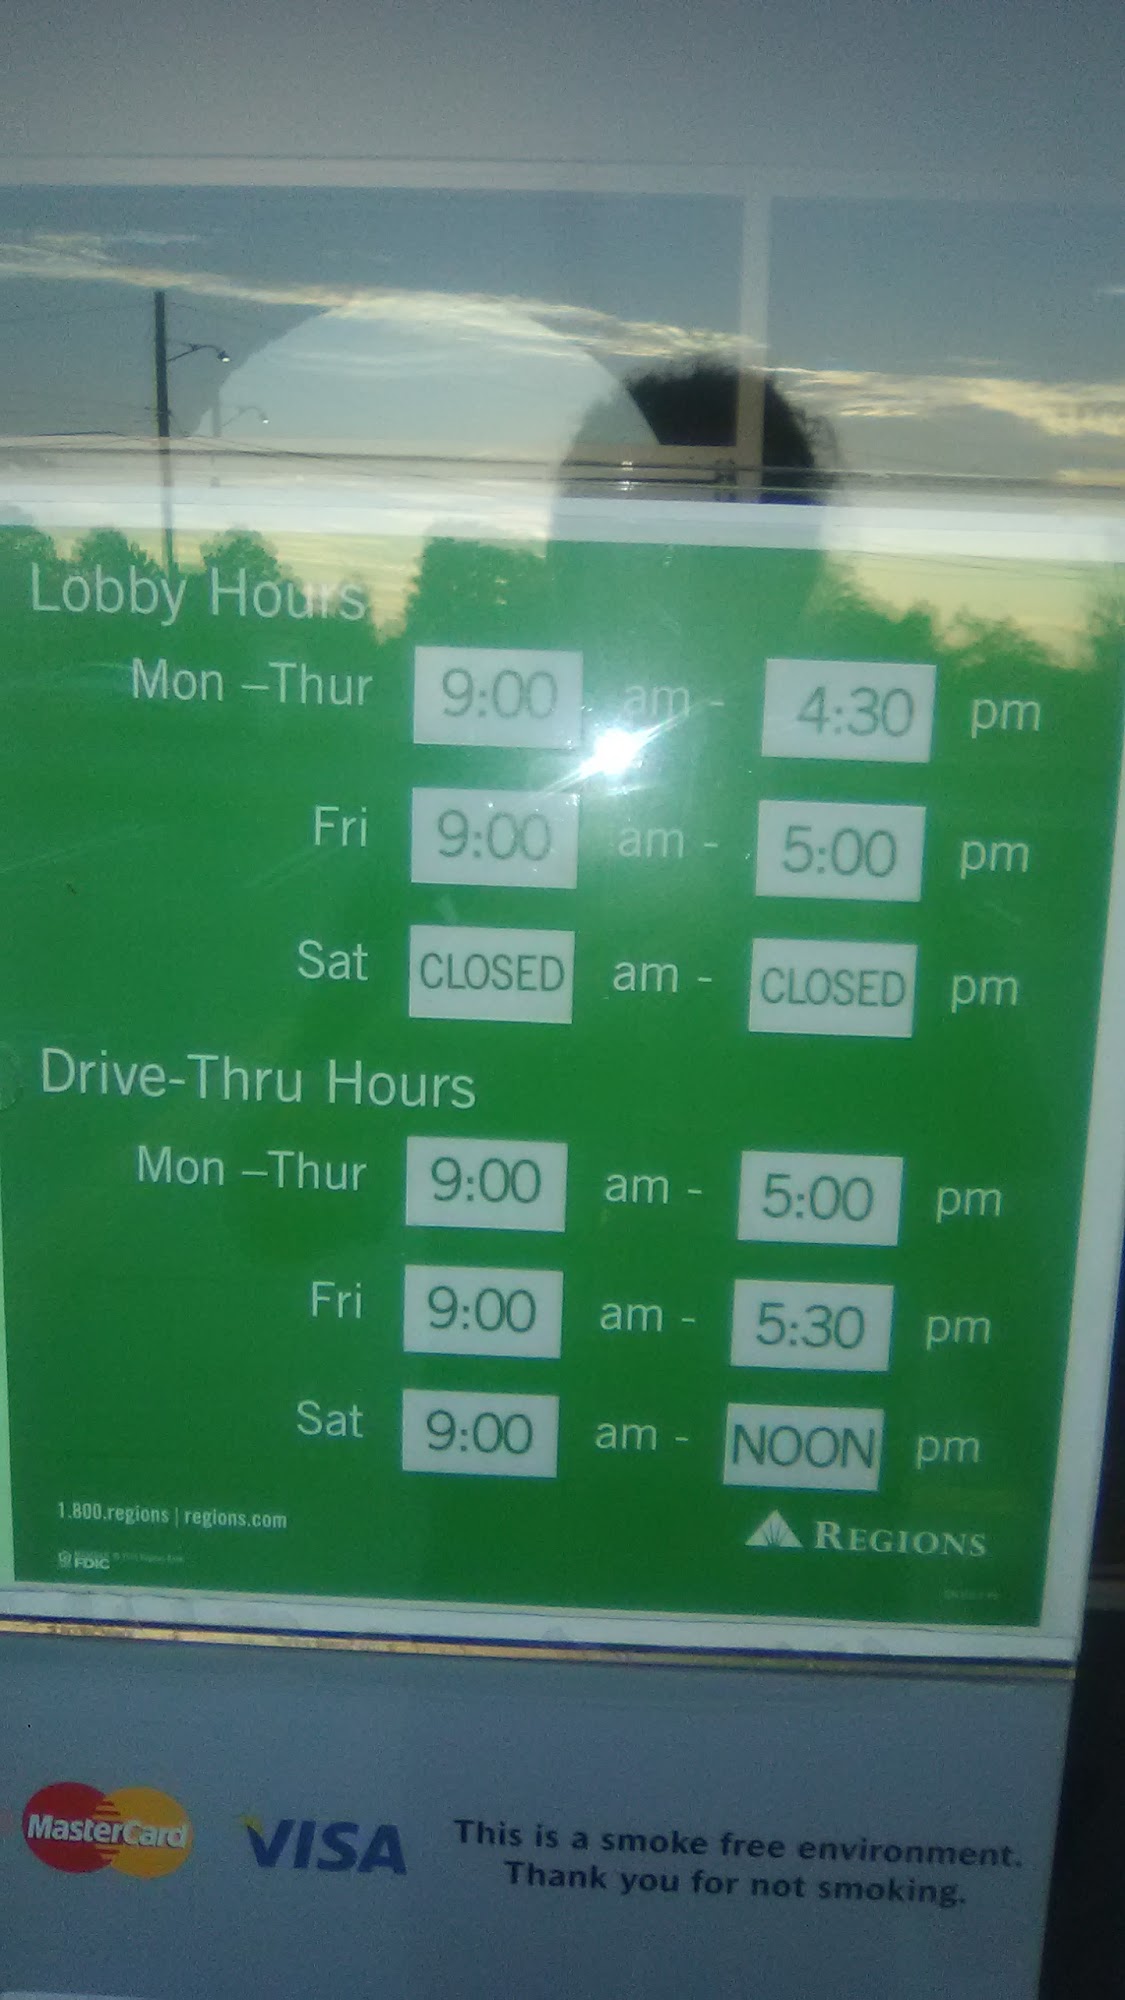 Lobby Hours
Mon –Thur 9:00 am - 4:30 pm
Fri 9:00 am - 5:00 pm
Sat CLOSED am - CLOSED pm
Drive-Thru Hours
Mon –Thur 9:00 am - 5:00 pm
Fri 9:00 am - 5:30 pm
Sat 9:00 am - NOON pm
1.800.regions | regions.com
REGIONS
FDIC
MasterCard VISA This is a smoke free environment.
Thank you for not smoking.